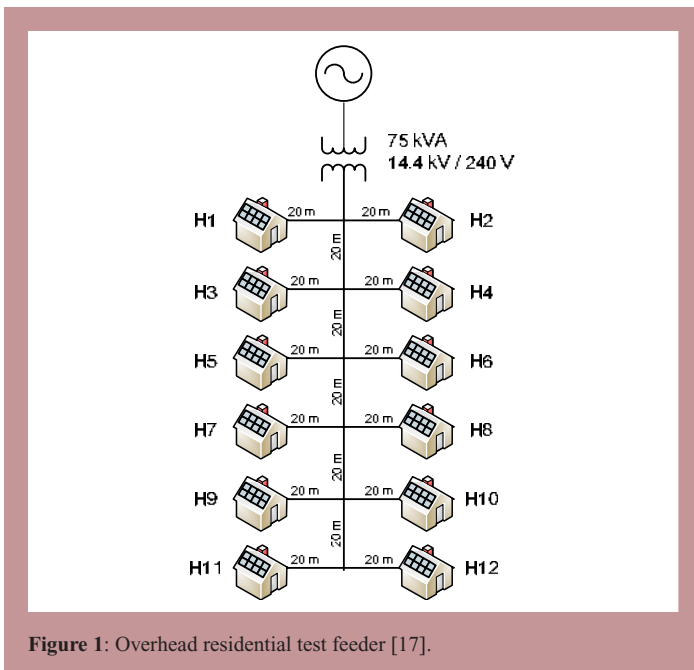 75 kVA
14.4 kV / 240 V
H1 20 m 20 m H2
20 m
H3 20 m 20 m H4
20 m
H5 20 m 20 m H6
20 m
H7 20 m 20 m H8
20 m
H9 20 m 20 m H10
20 m
H11 20 m 20 m H12
Figure 1: Overhead residential test feeder [17].